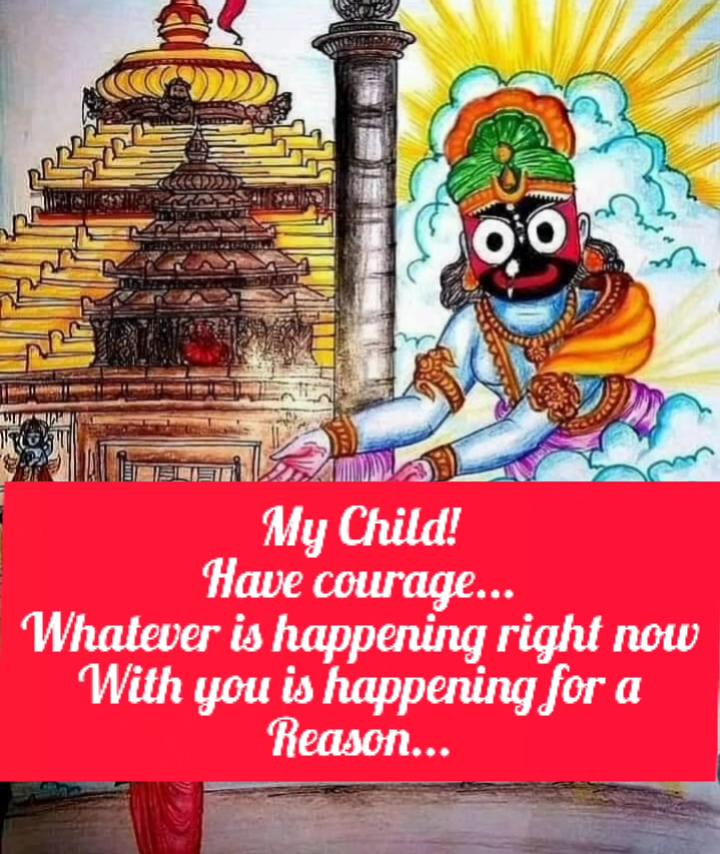 My Child!
Have courage...
Whatever is happening right now
With you is happening for a
Reason...